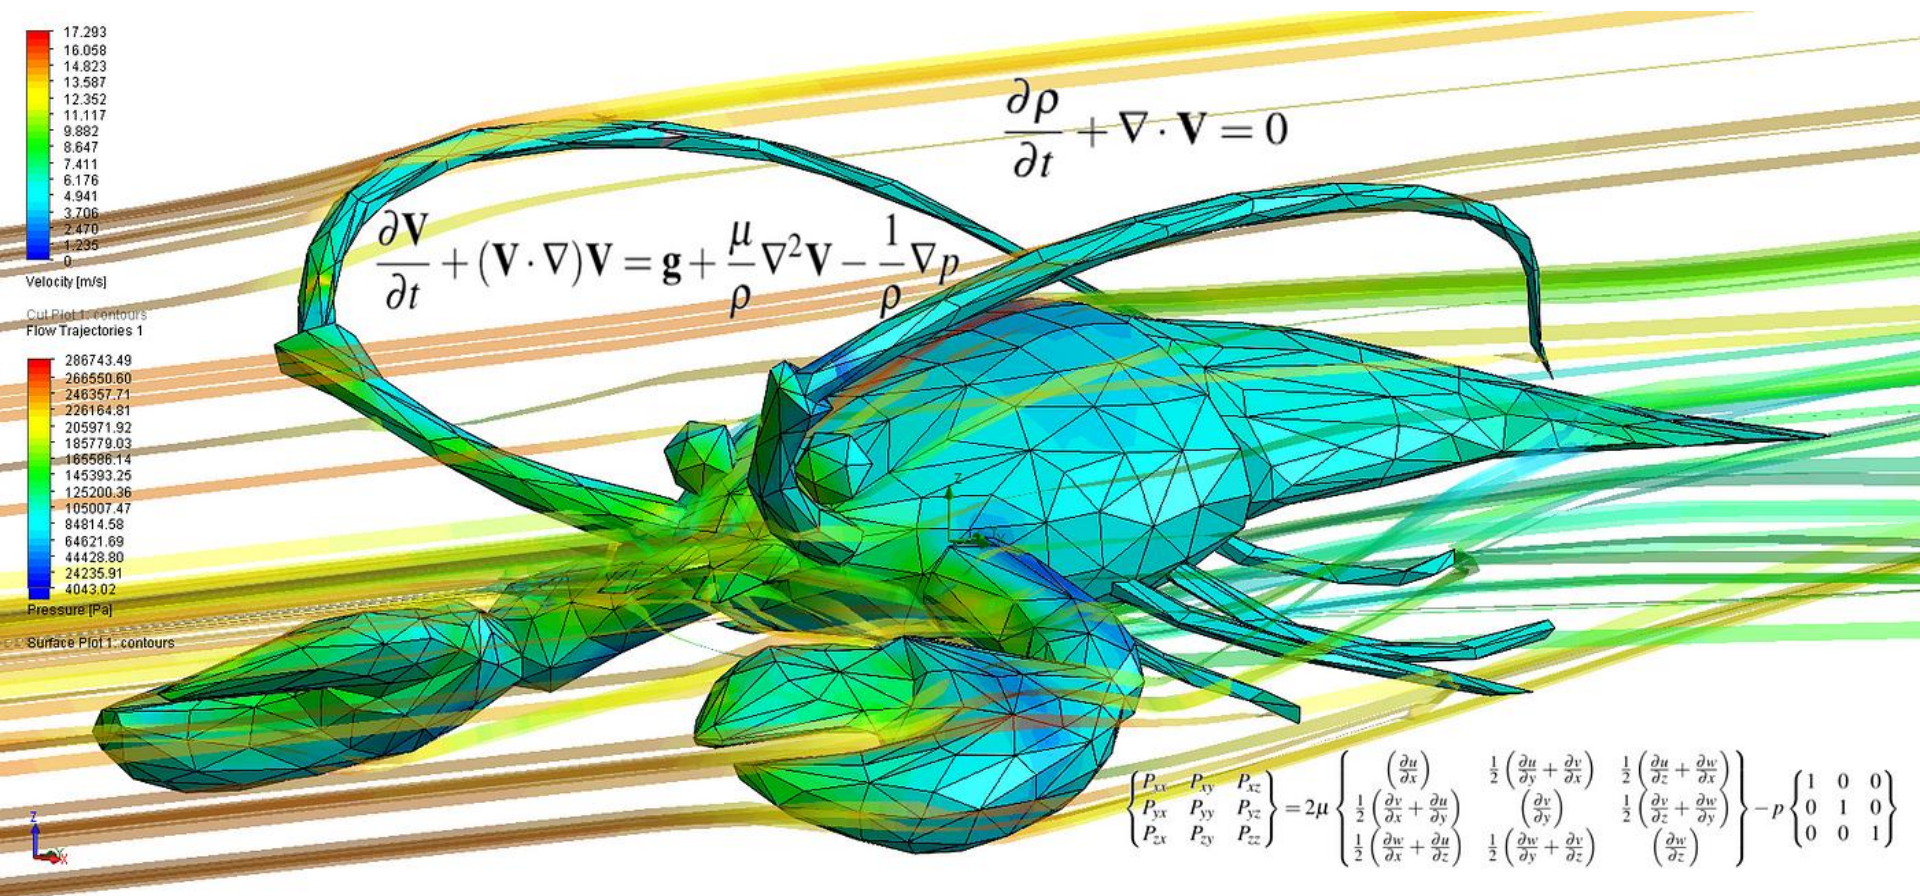 17.293
16.058
14.823
13.587
12.352
11.117
9.882
8.647
7.411
6.176
4.941
3.706
2.470
1.235
0
Velocity [m/s]
Cut Plot 1: contours
Flow Trajectories 1
286743.49
266550.60
246357.71
226164.81
205971.92
185779.03
165586.14
145393.25
125200.36
105007.47
84814.58
64621.69
44428.80
24235.91
4043.02
Pressure [Pa]
Surface Plot 1: contours
∂ρ/∂t + ∇ · V = 0
∂V/∂t + (V · ∇)V = g + μ/ρ ∇²V − 1/ρ ∇p
{Pxx Pxy Pxz; Pyx Pyy Pyz; Pzx Pzy Pzz} = 2μ {(∂u/∂x) ½(∂u/∂y + ∂v/∂x) ½(∂u/∂z + ∂w/∂x); ½(∂v/∂x + ∂u/∂y) (∂v/∂y) ½(∂v/∂z + ∂w/∂y); ½(∂w/∂x + ∂u/∂z) ½(∂w/∂y + ∂v/∂z) (∂w/∂z)} − p {1 0 0; 0 1 0; 0 0 1}
Z
Z
X